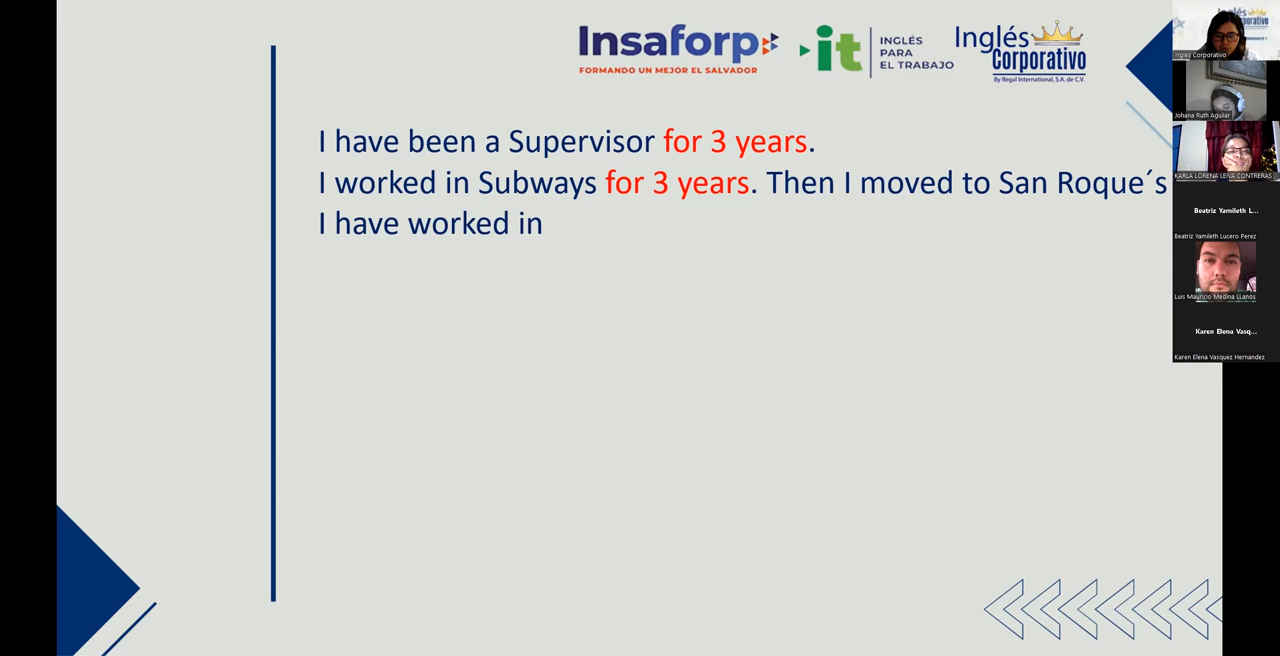 Insaforp
FORMANDO UN MEJOR EL SALVADOR
it
INGLÉS
PARA
EL TRABAJO
Inglés
Corporativo
By Regal International, S.A. de C.V.
I have been a Supervisor for 3 years.
I worked in Subways for 3 years. Then I moved to San Roque´s
I have worked in
Inglés Corporativo
Johana Ruth Aguilar
KARLA LORENA LEIVA CONTRERAS
Beatriz Yamileth L...
Beatriz Yamileth Lucero Perez
Luis Mauricio Medina LLanos
Karen Elena Vasq...
Karen Elena Vasquez Hernandez